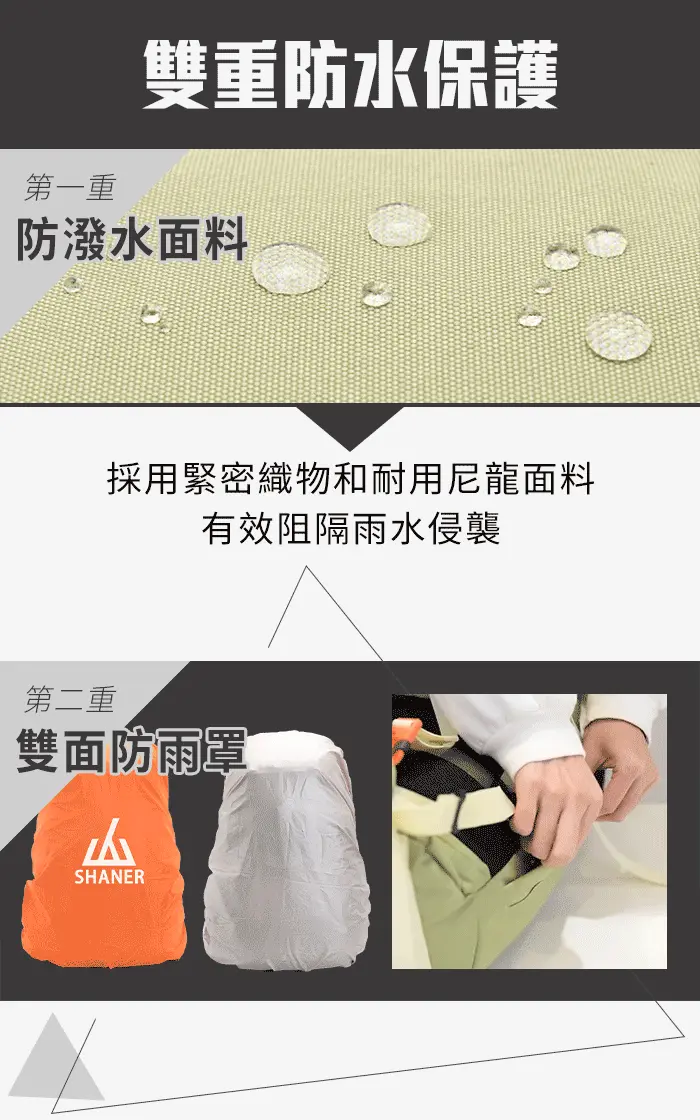 雙重防水保護
第一重
防潑水面料
採用緊密織物和耐用尼龍面料
有效阻隔雨水侵襲
第二重
雙面防雨罩
SHANER